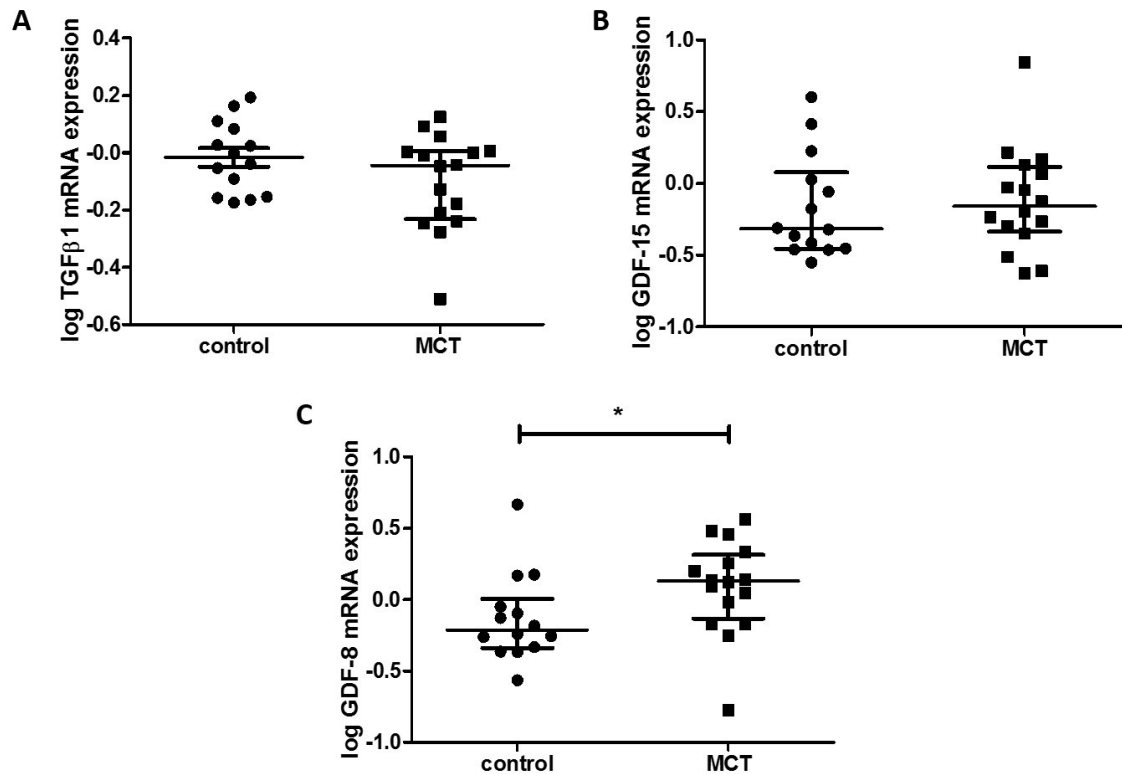 A
log TGFβ1 mRNA expression
0.4
0.2
-0.0
-0.2
-0.4
-0.6
control MCT
B
log GDF-15 mRNA expression
1.0
0.5
0.0
-0.5
-1.0
control MCT
C
*
log GDF-8 mRNA expression
1.0
0.5
0.0
-0.5
-1.0
control MCT